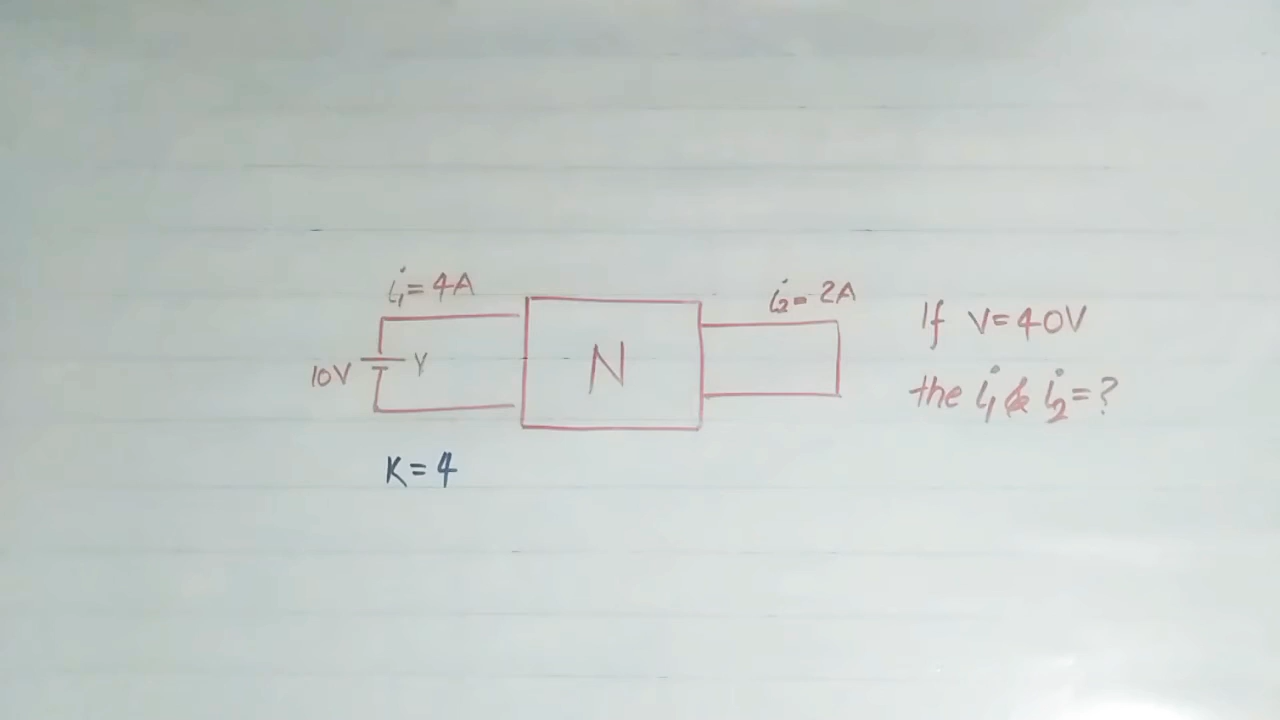 i₁ = 4A
i₂ = 2A
If V = 40V
10V
V
N
the i₁ & i₂ = ?
K = 4